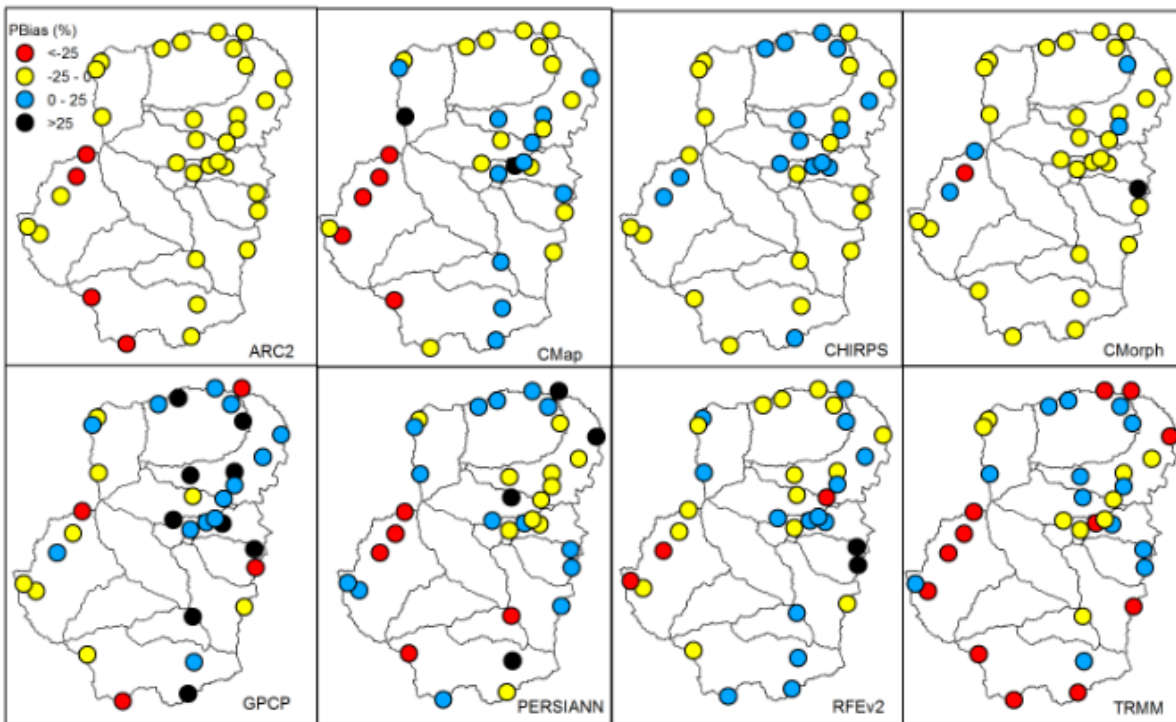 PBias (%)
<-25
-25 - 0
0 - 25
>25
ARC2
CMap
CHIRPS
CMorph
GPCP
PERSIANN
RFEv2
TRMM